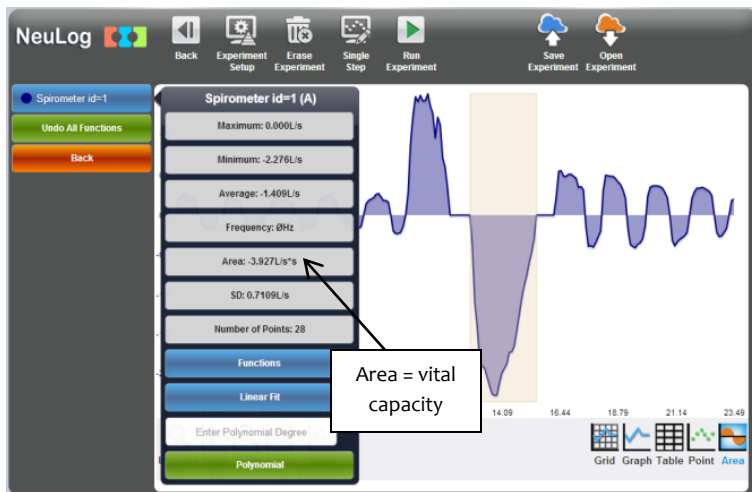 NeuLog
Back
Experiment
Setup
Erase
Experiment
Single
Step
Run
Experiment
Save
Experiment
Open
Experiment
Spirometer id=1
Undo All Functions
Back
Spirometer id=1 (A)
Maximum: 0.000L/s
Minimum: -2.276L/s
Average: -1.409L/s
Frequency: ØHz
Area: -3.927L/s*s
SD: 0.7109L/s
Number of Points: 28
Functions
Linear Fit
Enter Polynomial Degree
Polynomial
Area = vital
capacity
14.09 16.44 18.79 21.14 23.49
Grid Graph Table Point Area